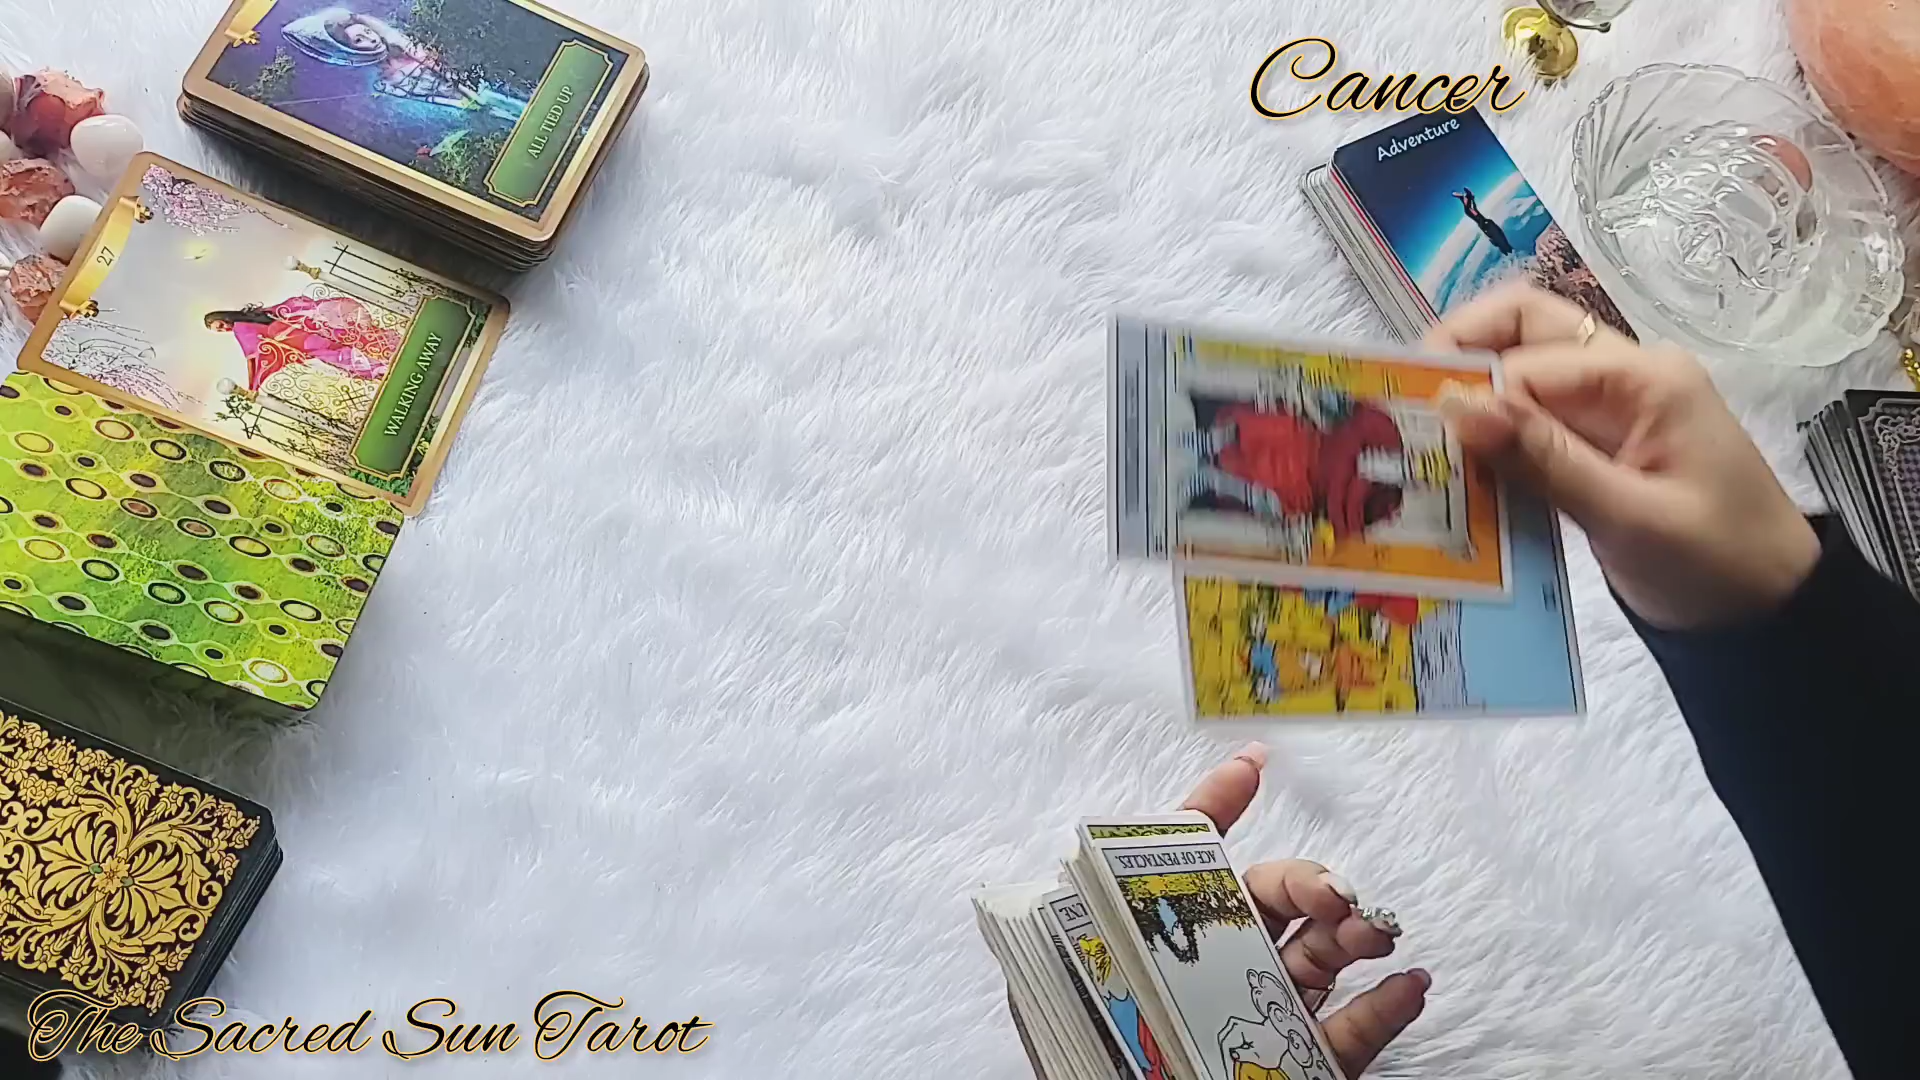 Cancer
Adventure
ALL TIED UP
27
WALKING AWAY
ACE OF PENTACLES.
The Sacred Sun Tarot